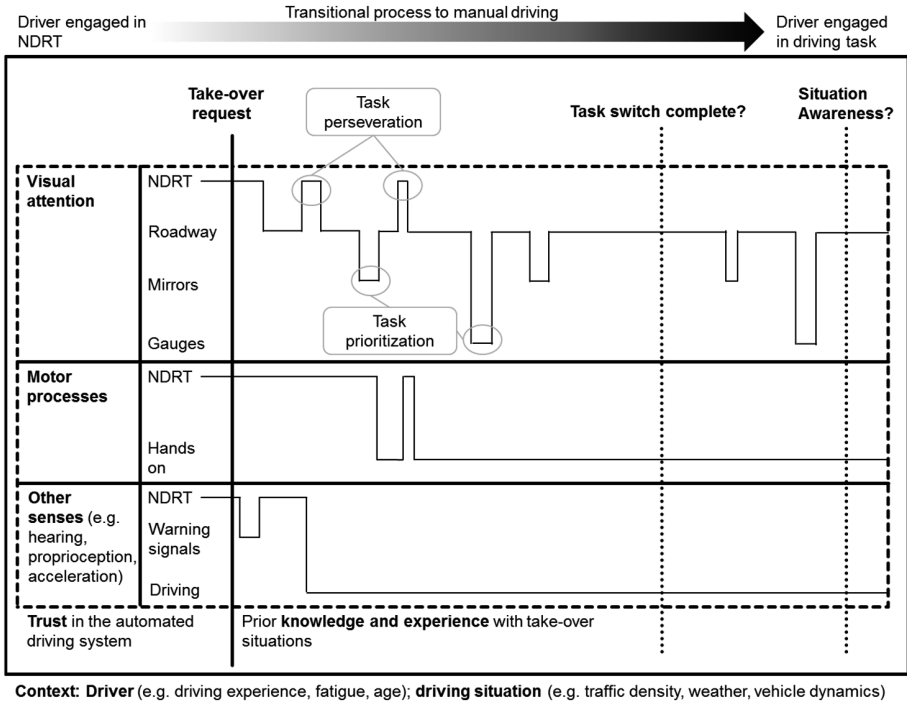 Transitional process to manual driving
Driver engaged in
NDRT
Driver engaged
in driving task
Take-over
request
Task
perseveration
Task switch complete?
Situation
Awareness?
Visual
attention
NDRT
Roadway
Mirrors
Gauges
Task
prioritization
Motor
processes
NDRT
Hands
on
Other
senses (e.g.
hearing,
proprioception,
acceleration)
NDRT
Warning
signals
Driving
Trust in the automated
driving system
Prior knowledge and experience with take-over
situations
Context: Driver (e.g. driving experience, fatigue, age); driving situation (e.g. traffic density, weather, vehicle dynamics)